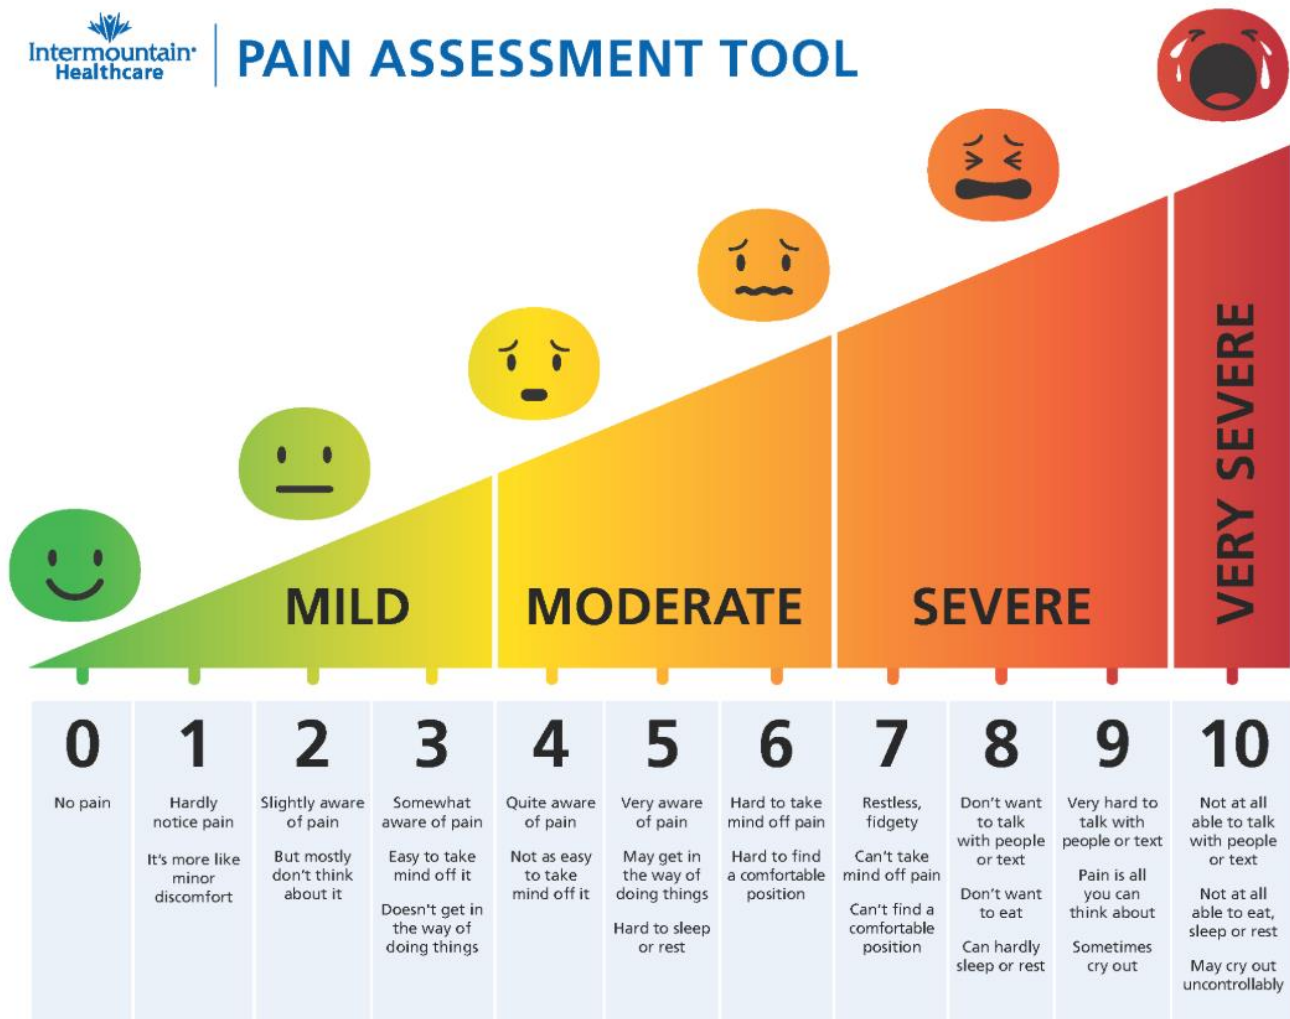 Intermountain·
Healthcare
PAIN ASSESSMENT TOOL
MILD
MODERATE
SEVERE
VERY SEVERE
0
No pain
1
Hardly
notice pain
It's more like
minor
discomfort
2
Slightly aware
of pain
But mostly
don't think
about it
3
Somewhat
aware of pain
Easy to take
mind off it
Doesn't get in
the way of
doing things
4
Quite aware
of pain
Not as easy
to take
mind off it
5
Very aware
of pain
May get in
the way of
doing things
Hard to sleep
or rest
6
Hard to take
mind off pain
Hard to find
a comfortable
position
7
Restless,
fidgety
Can't take
mind off pain
Can't find a
comfortable
position
8
Don't want
to talk
with people
or text
Don't want
to eat
Can hardly
sleep or rest
9
Very hard to
talk with
people or text
Pain is all
you can
think about
Sometimes
cry out
10
Not at all
able to talk
with people
or text
Not at all
able to eat,
sleep or rest
May cry out
uncontrollably